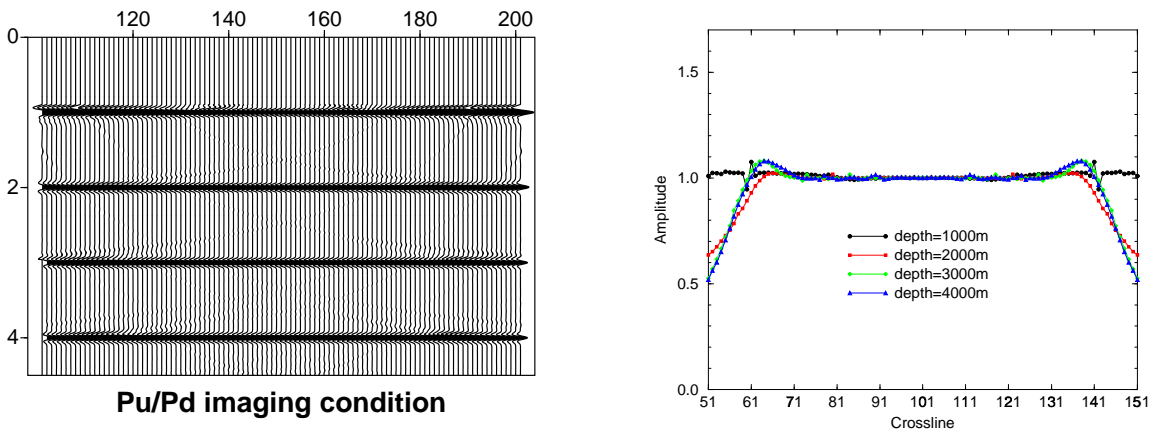 120 140 160 180 200
0
2
4
Pu/Pd imaging condition
1.5
1.0
0.5
0.0
Amplitude
depth=1000m
depth=2000m
depth=3000m
depth=4000m
51 61 71 81 91 101 111 121 131 141 151
Crossline